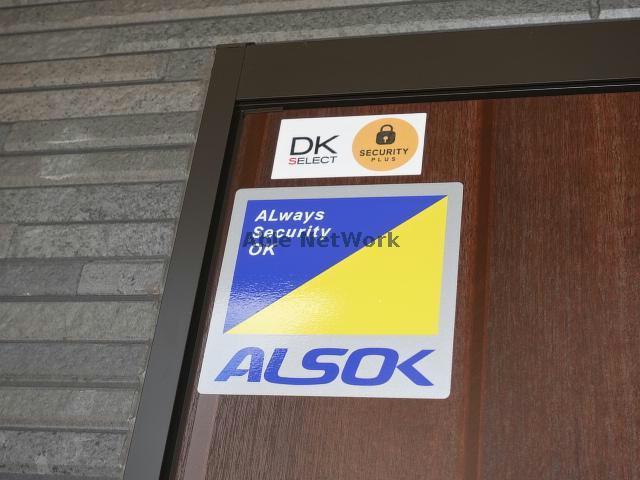 DK
SELECT
SECURITY
PLUS
ALways
Security
OK
Able NetWork
ALSOK